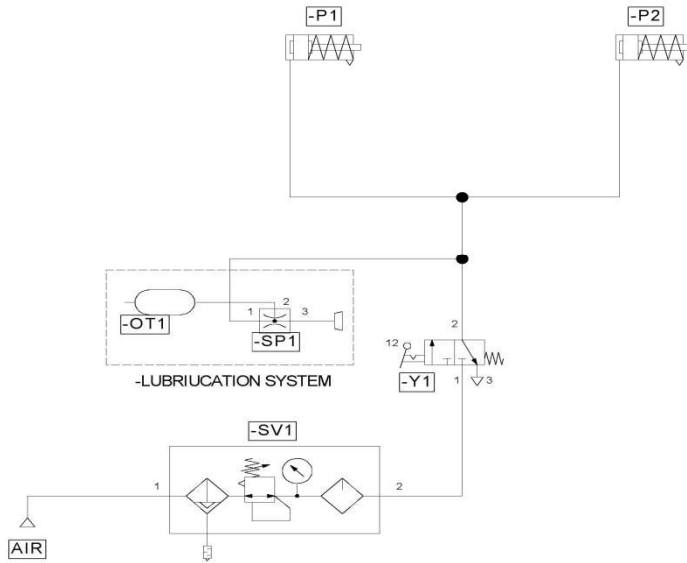 -P1
-P2
2
1
3
-OT1
-SP1
2
12
-LUBRIUCATION SYSTEM
-Y1
1
3
-SV1
1
2
AIR